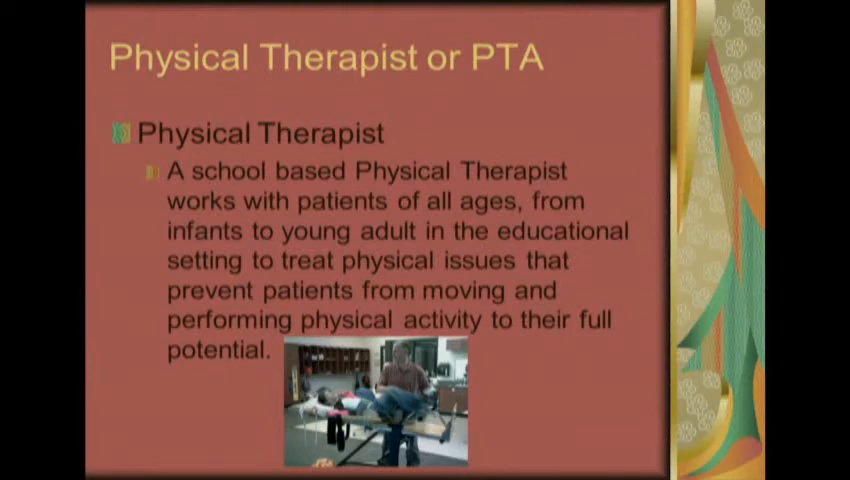 Physical Therapist or PTA
Physical Therapist
A school based Physical Therapist
works with patients of all ages, from
infants to young adult in the educational
setting to treat physical issues that
prevent patients from moving and
performing physical activity to their full
potential.